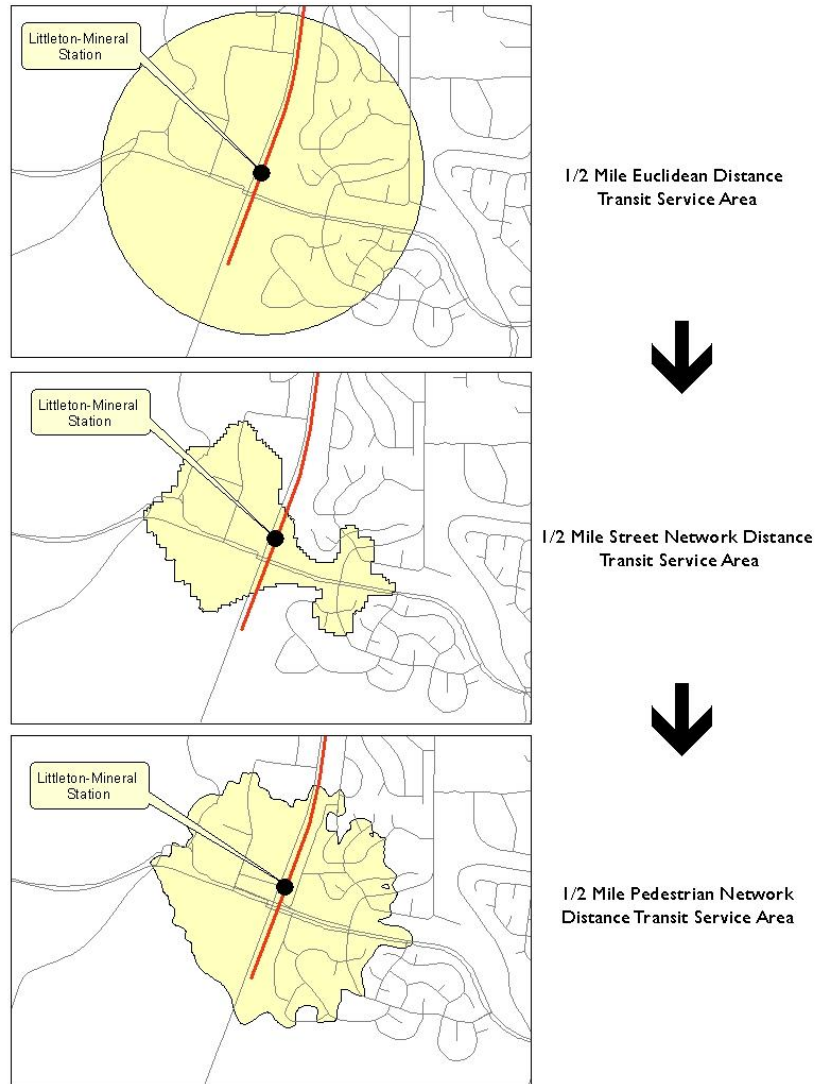 Littleton-Mineral
Station
1/2 Mile Euclidean Distance
Transit Service Area
Littleton-Mineral
Station
1/2 Mile Street Network Distance
Transit Service Area
Littleton-Mineral
Station
1/2 Mile Pedestrian Network
Distance Transit Service Area